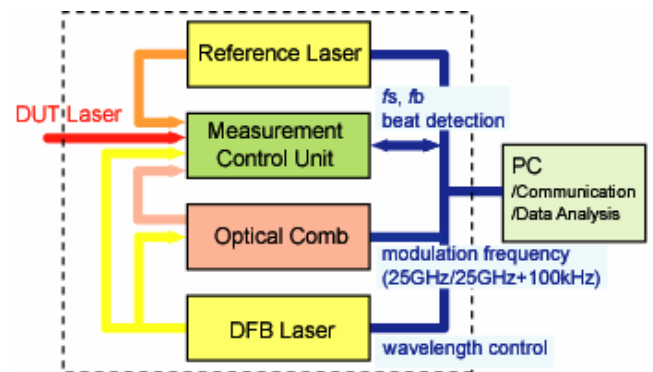 Reference Laser
DUT Laser
fs, fb
beat detection
Measurement
Control Unit
PC
/Communication
/Data Analysis
Optical Comb
modulation frequency
(25GHz/25GHz+100kHz)
DFB Laser
wavelength control